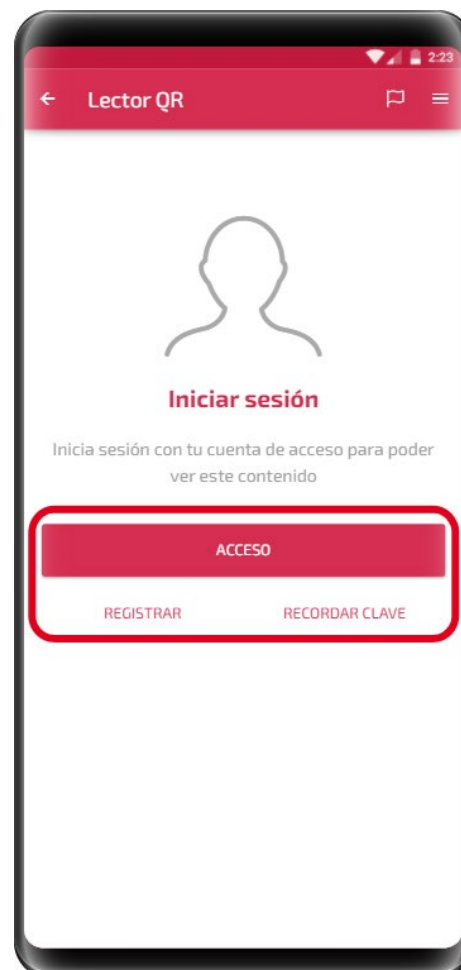 2:23
Lector QR
Iniciar sesión
Inicia sesión con tu cuenta de acceso para poder
ver este contenido
ACCESO
REGISTRAR RECORDAR CLAVE